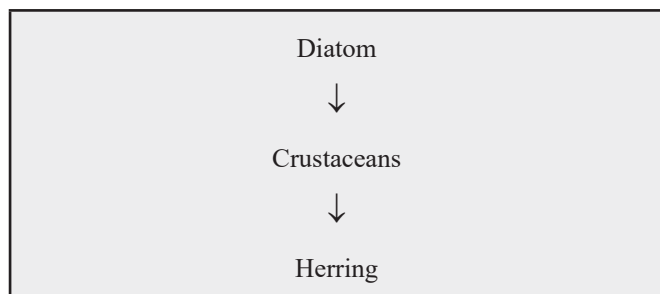 Diatom
↓
Crustaceans
↓
Herring